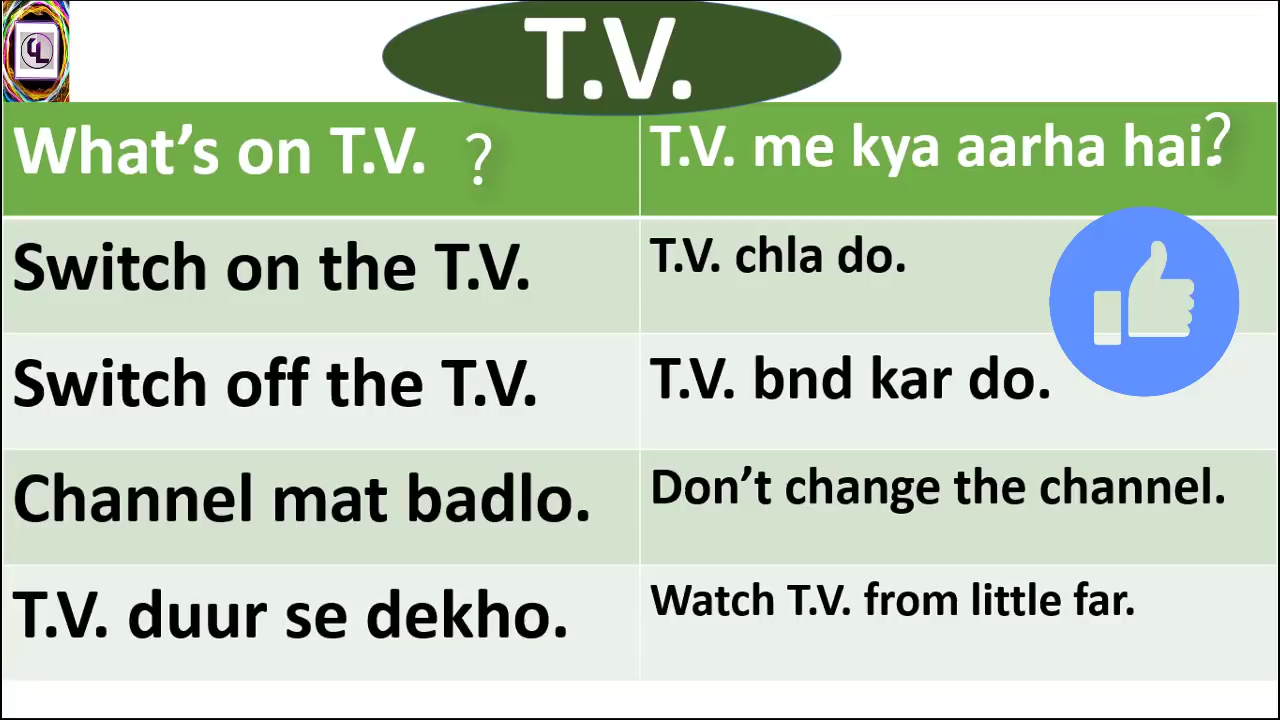 T.V.
What's on T.V. ?
T.V. me kya aarha hai.?
Switch on the T.V.
T.V. chla do.
Switch off the T.V.
T.V. bnd kar do.
Channel mat badlo.
Don't change the channel.
T.V. duur se dekho.
Watch T.V. from little far.